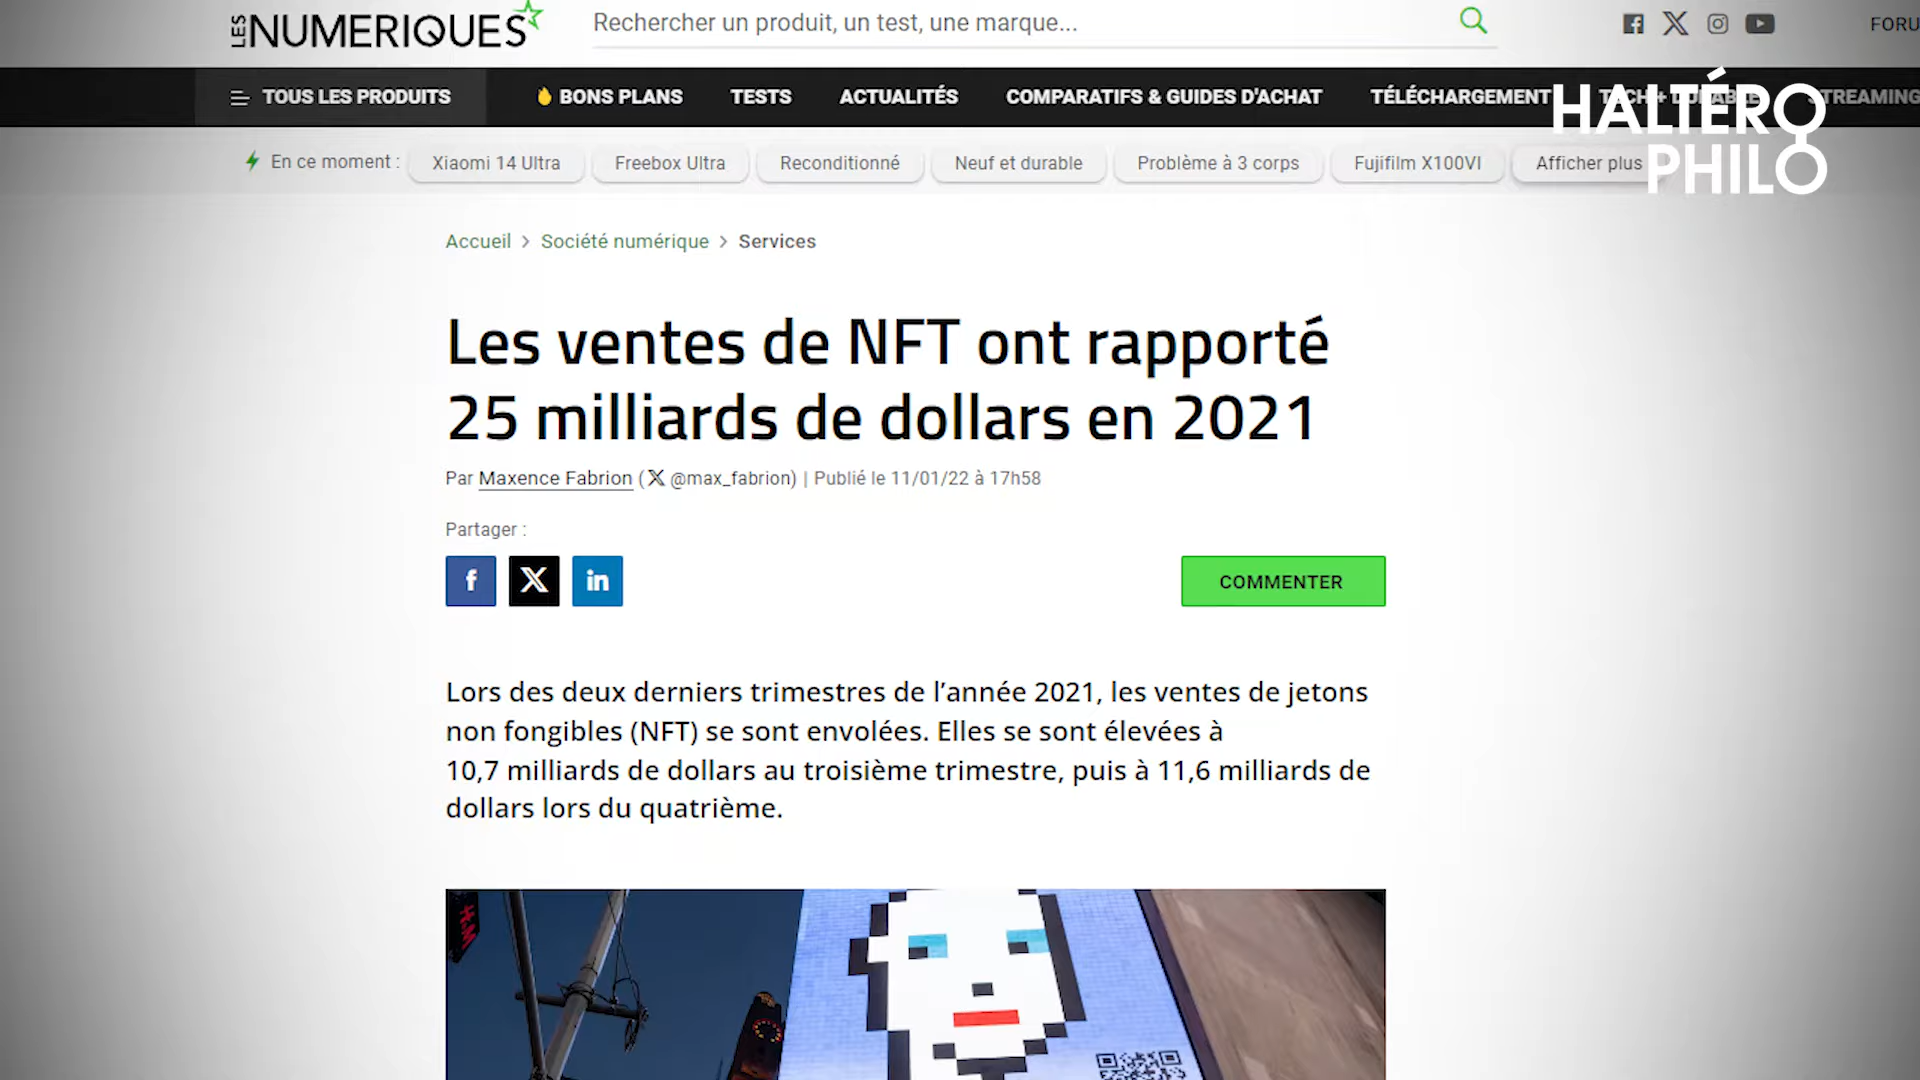 LES NUMERIQUES
Rechercher un produit, un test, une marque...
FORU
TOUS LES PRODUITS
BONS PLANS
TESTS
ACTUALITÉS
COMPARATIFS & GUIDES D'ACHAT
TÉLÉCHARGEMENT
TECH + DURABLE
STREAMING
HALTÉRO
PHILO
En ce moment :
Xiaomi 14 Ultra
Freebox Ultra
Reconditionné
Neuf et durable
Problème à 3 corps
Fujifilm X100VI
Afficher plus
Accueil > Société numérique > Services
Les ventes de NFT ont rapporté
25 milliards de dollars en 2021
Par Maxence Fabrion (X @max_fabrion) | Publié le 11/01/22 à 17h58
Partager :
COMMENTER
Lors des deux derniers trimestres de l’année 2021, les ventes de jetons
non fongibles (NFT) se sont envolées. Elles se sont élevées à
10,7 milliards de dollars au troisième trimestre, puis à 11,6 milliards de
dollars lors du quatrième.
H&M